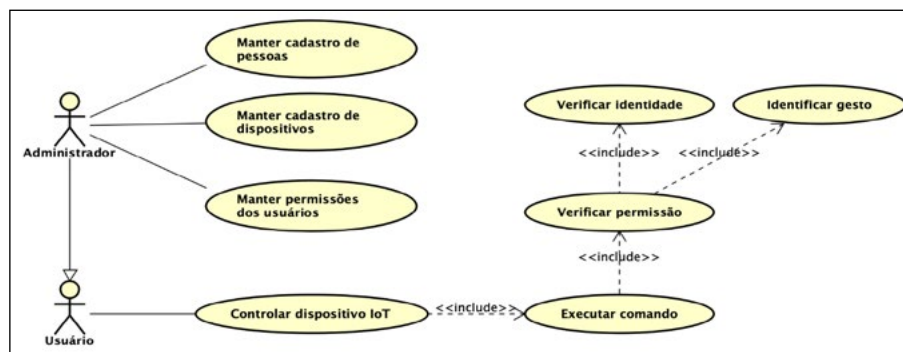 Manter cadastro de
pessoas
Verificar identidade
Identificar gesto
Manter cadastro de
dispositivos
Administrador
<<include>>
<<include>>
Manter permissões
dos usuários
Verificar permissão
<<include>>
Controlar dispositivo IoT
<<include>>
Executar comando
Usuário